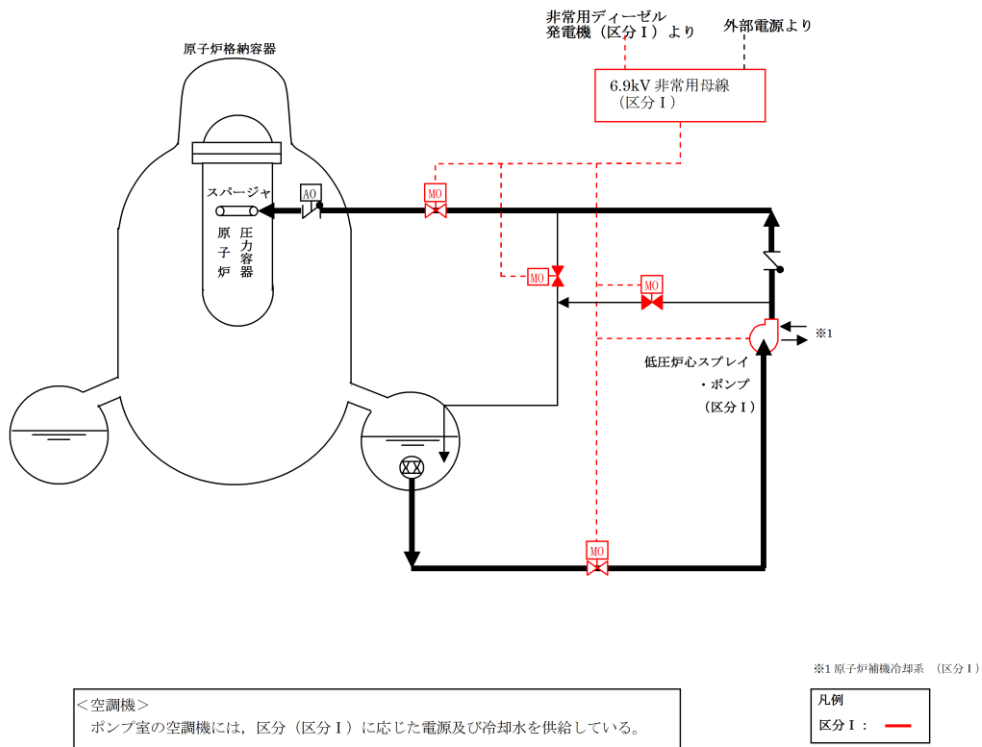 非常用ディーゼル
発電機（区分Ⅰ）より
外部電源より
原子炉格納容器
6.9kV 非常用母線
（区分Ⅰ）
スパージャ
AO
MO
原子炉
圧力容器
MO
MO
※1
低圧炉心スプレイ
・ポンプ
（区分Ⅰ）
MO
※1 原子炉補機冷却系 （区分Ⅰ）
＜空調機＞
ポンプ室の空調機には，区分（区分Ⅰ）に応じた電源及び冷却水を供給している。
凡例
区分Ⅰ：